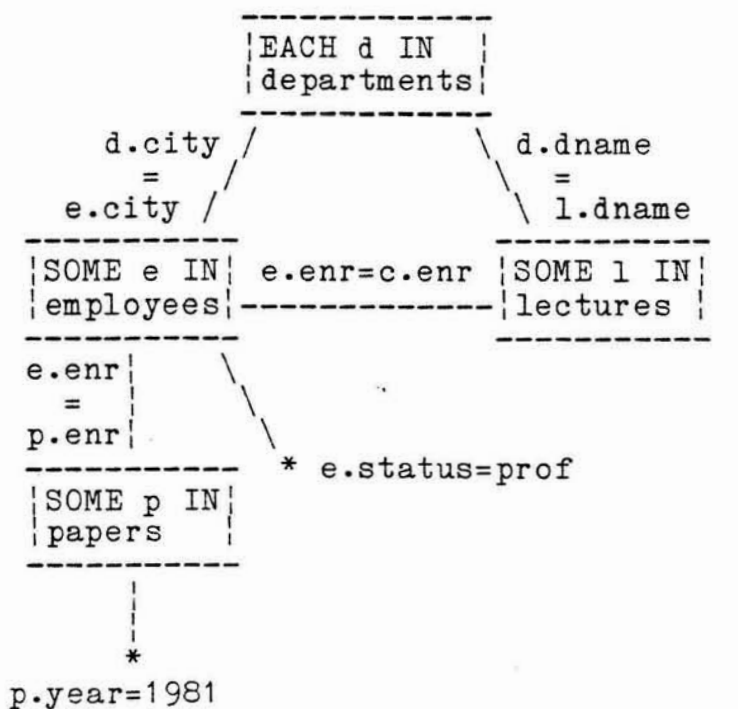 EACH d IN
departments
d.city
=
e.city
d.dname
=
l.dname
SOME e IN
employees
e.enr=c.enr
SOME l IN
lectures
e.enr
=
p.enr
* e.status=prof
SOME p IN
papers
*
p.year=1981